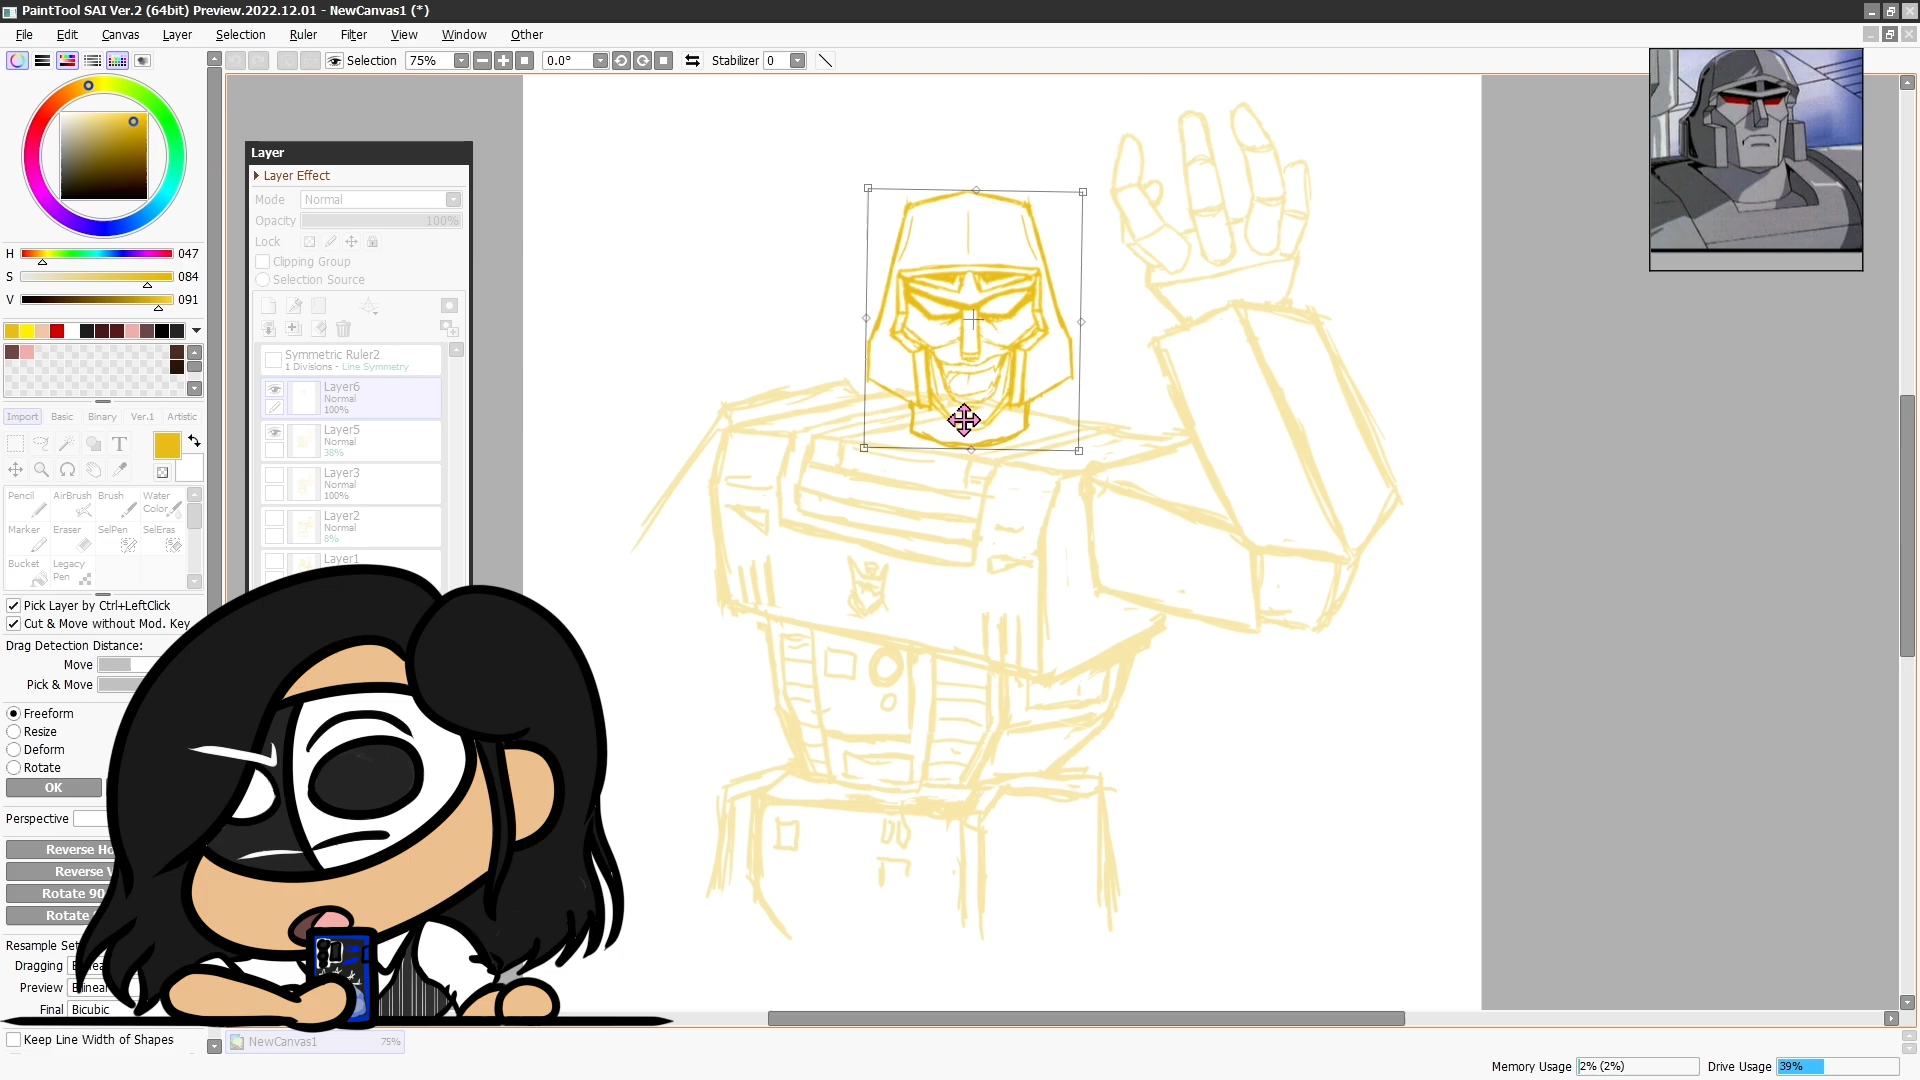 PaintTool SAI Ver.2 (64bit) Preview.2022.12.01 - NewCanvas1 (*)
File Edit Canvas Layer Selection Ruler Filter View Window Other
Selection 75% 0.0° Stabilizer 0
Layer
Layer Effect
Mode Normal
Opacity 100%
Lock
Clipping Group
Selection Source
Symmetric Ruler2
1 Divisions - Line Symmetry
Layer6
Normal
100%
Layer5
38%
Layer3
Normal
100%
Layer2
Normal
8%
Layer1
H 047
S 084
V 091
Import Basic Binary Ver.1 Artistic
T
Pencil AirBrush Brush Water Color
Marker Eraser SelPen SelEras
Bucket Legacy Pen
Pick Layer by Ctrl+LeftClick
Cut & Move without Mod. Key
Drag Detection Distance:
Move
Pick & Move
Freeform
Resize
Deform
Rotate
OK
Perspective
Reverse Ho
Reverse V
Rotate 90
Rotate
Resample Set
Dragging
Preview
Final Bicubic
Keep Line Width of Shapes
NewCanvas1 75%
Memory Usage 2% (2%) Drive Usage 39%